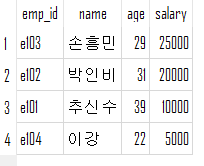 emp_id name age salary
1 e103 손흥민 29 25000
2 e102 박인비 31 20000
3 e101 추신수 39 10000
4 e104 이강 22 5000